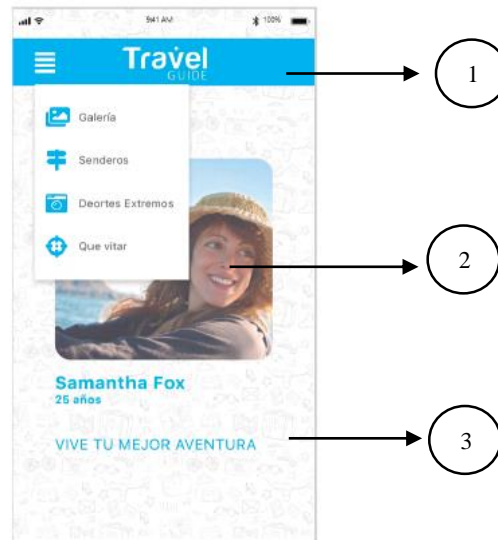 9:41 AM
100%
Travel
GUIDE
Galería
Senderos
Deortes Extremos
Que vitar
Samantha Fox
25 años
VIVE TU MEJOR AVENTURA
1
2
3